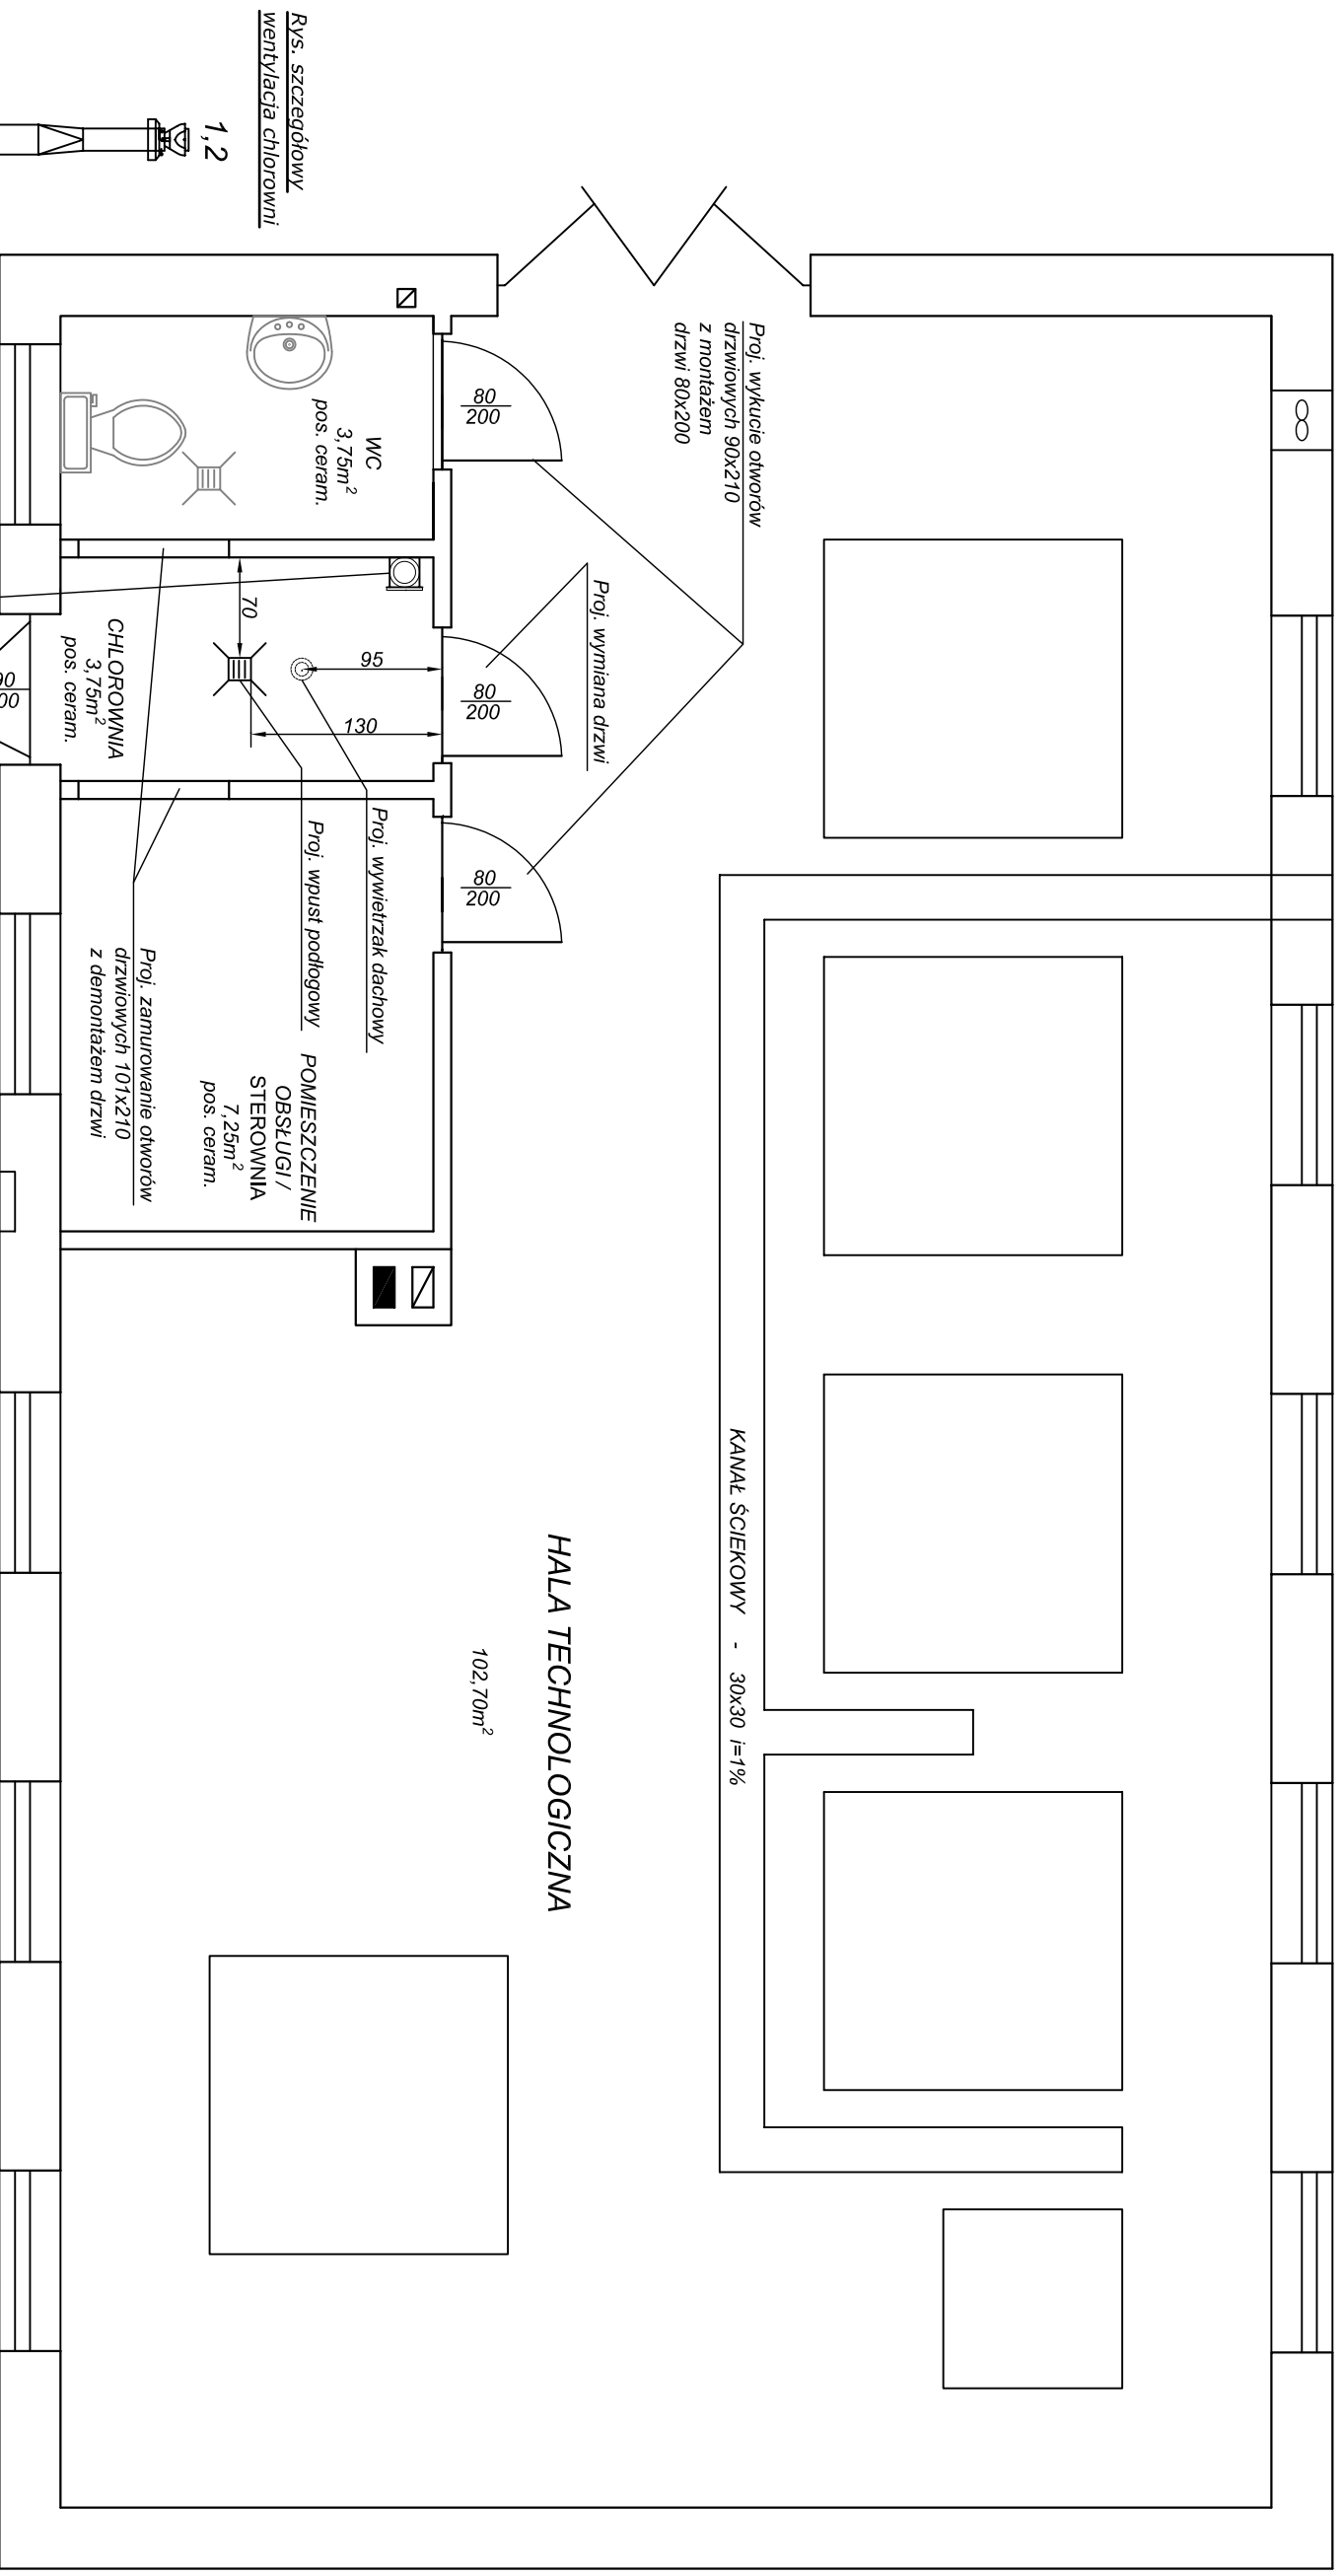 Rys. szczegółowy
wentylacja chlorowni
1,2
Proj. wykucie otworów
drzwiowych 90x210
z montażem
drzwi 80x200
Proj. wymiana drzwi
80
200
80
200
80
200
WC
3,75m²
pos. ceram.
70
95
130
CHLOROWNIA
3,75m²
pos. ceram.
90
00
Proj. wywietrzak dachowy
Proj. wpust podłogowy
POMIESZCZENIE
OBSŁUGI /
STEROWNIA
7,25m²
pos. ceram.
Proj. zamurowanie otworów
drzwiowych 101x210
z demontażem drzwi
KANAŁ ŚCIEKOWY - 30x30 i=1%
HALA TECHNOLOGICZNA
102,70m²